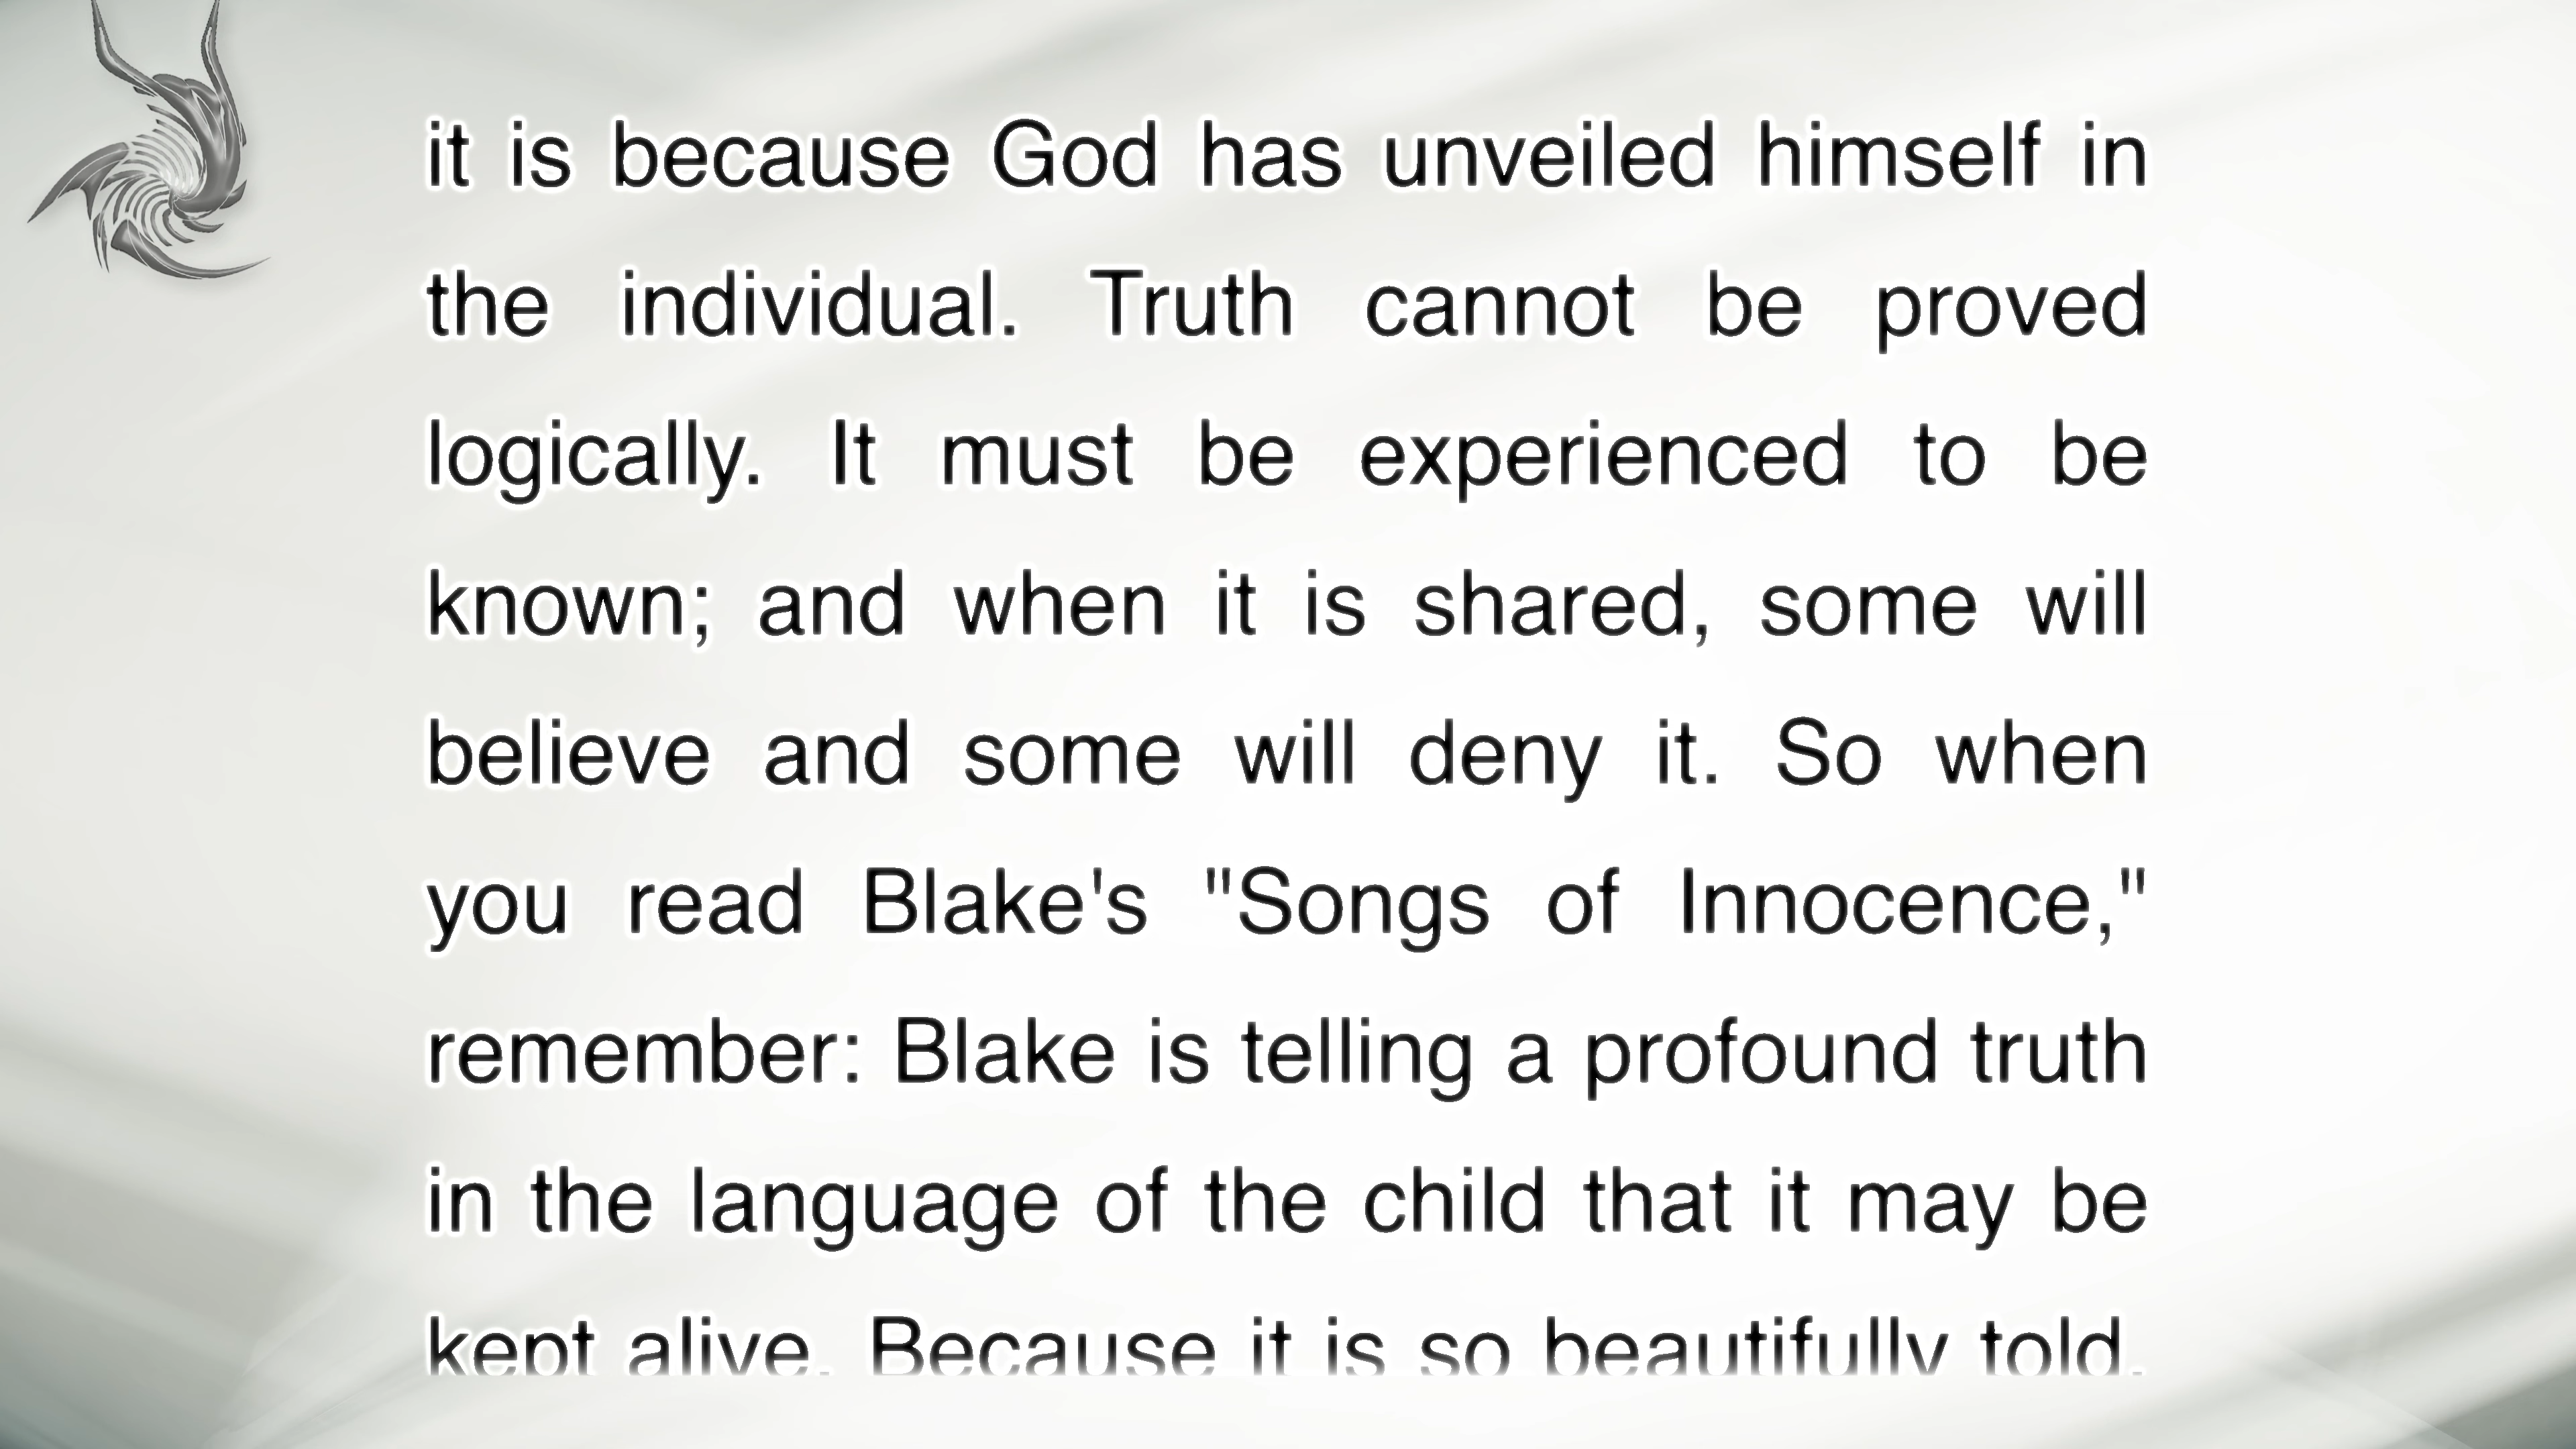 it is because God has unveiled himself in
the individual. Truth cannot be proved
logically. It must be experienced to be
known; and when it is shared, some will
believe and some will deny it. So when
you read Blake's "Songs of Innocence,"
remember: Blake is telling a profound truth
in the language of the child that it may be
kept alive. Because it is so beautifully told,